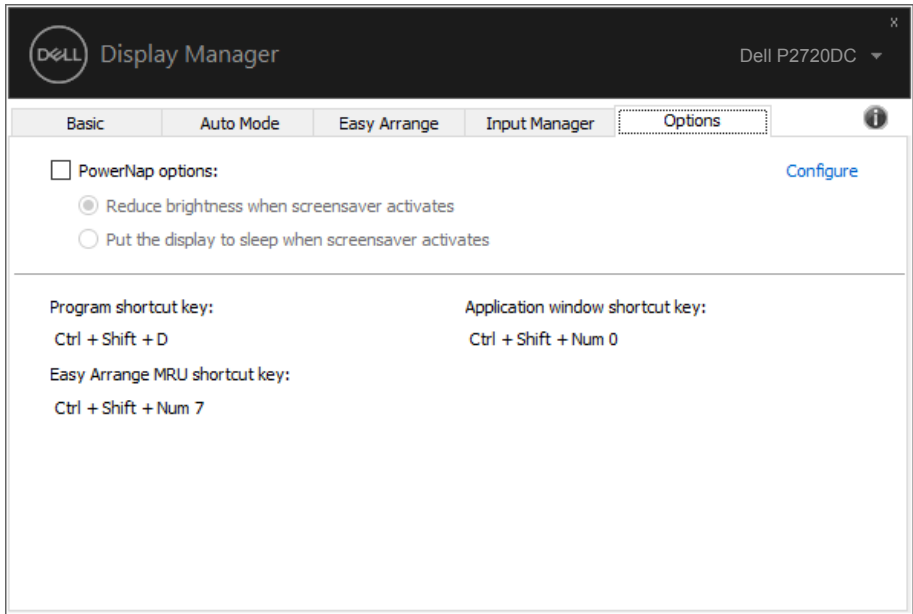 x
DELL Display Manager
Dell P2720DC
Basic Auto Mode Easy Arrange Input Manager Options i
PowerNap options: Configure
Reduce brightness when screensaver activates
Put the display to sleep when screensaver activates
Program shortcut key: Application window shortcut key:
Ctrl + Shift + D Ctrl + Shift + Num 0
Easy Arrange MRU shortcut key:
Ctrl + Shift + Num 7